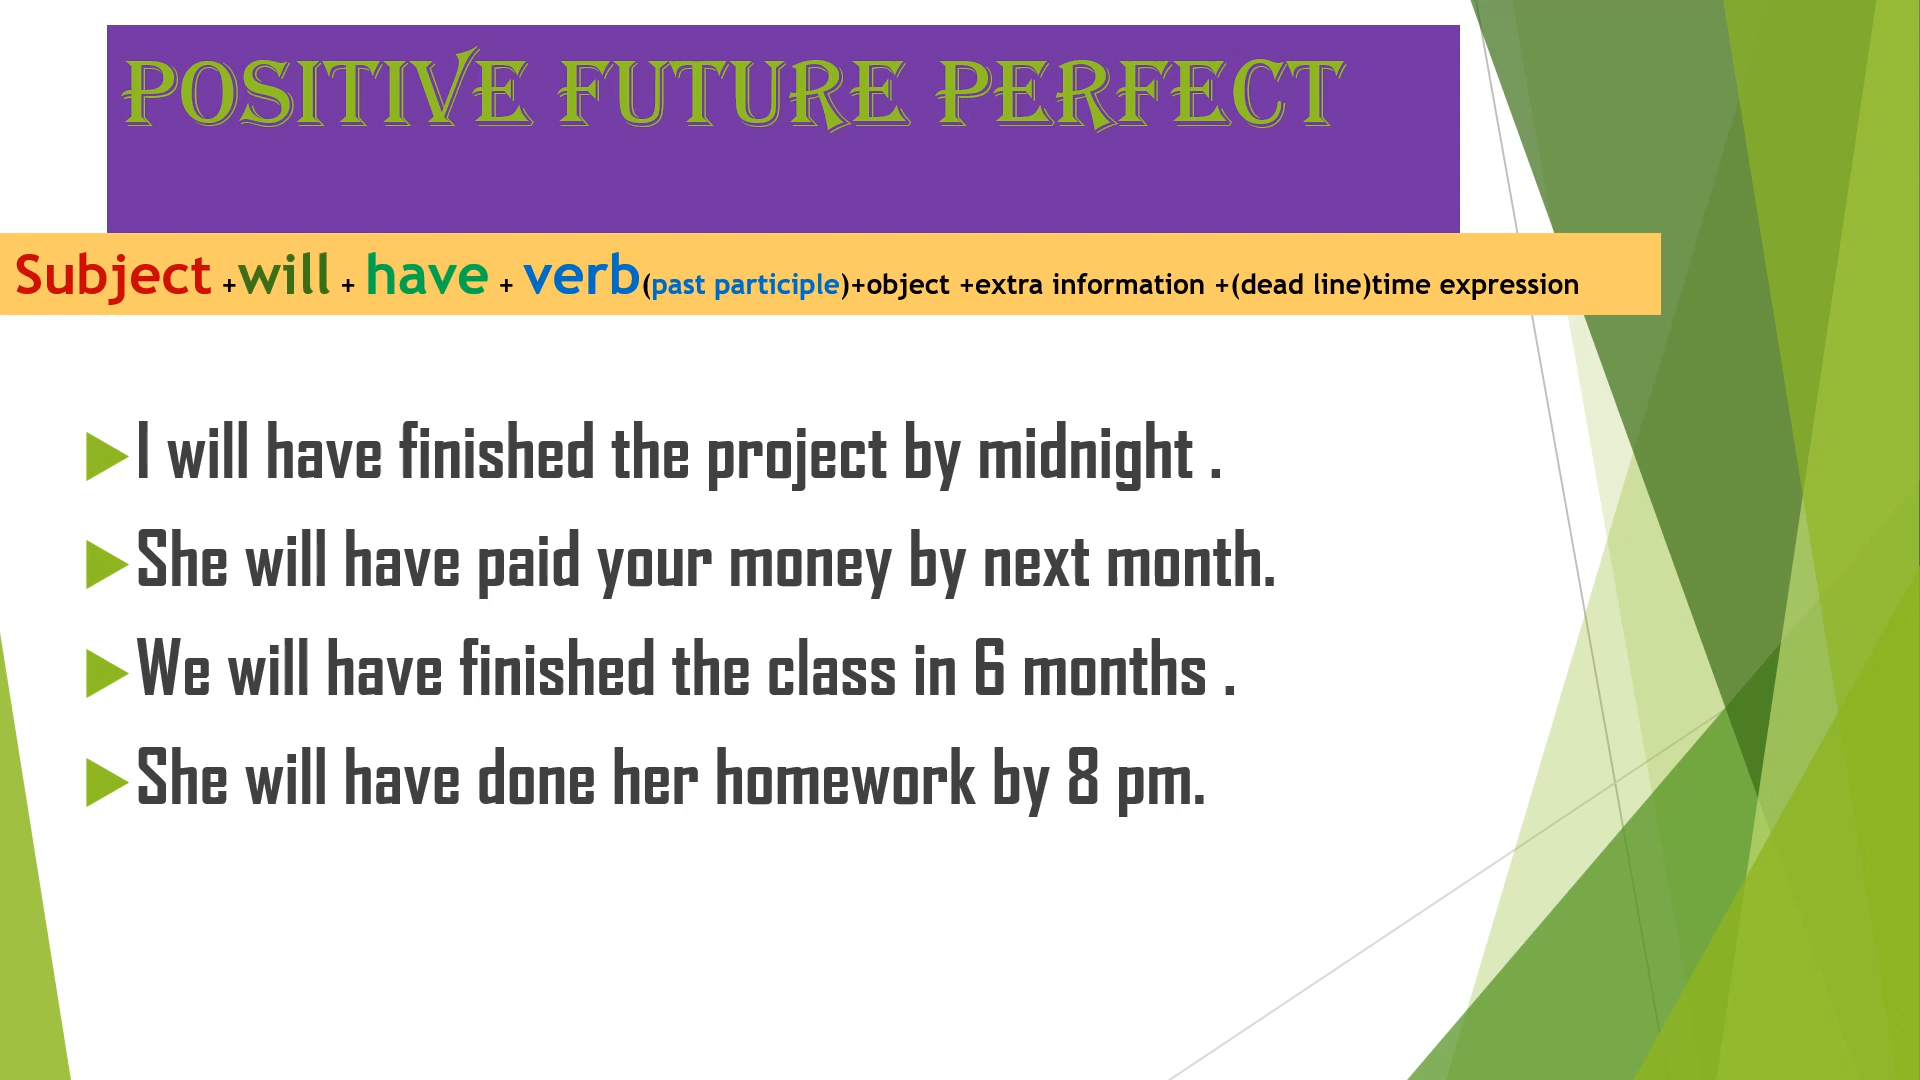 POSITIVE FUTURE PERFECT
Subject +will + have + verb(past participle)+object +extra information +(dead line)time expression
I will have finished the project by midnight .
She will have paid your money by next month.
We will have finished the class in 6 months .
She will have done her homework by 8 pm.